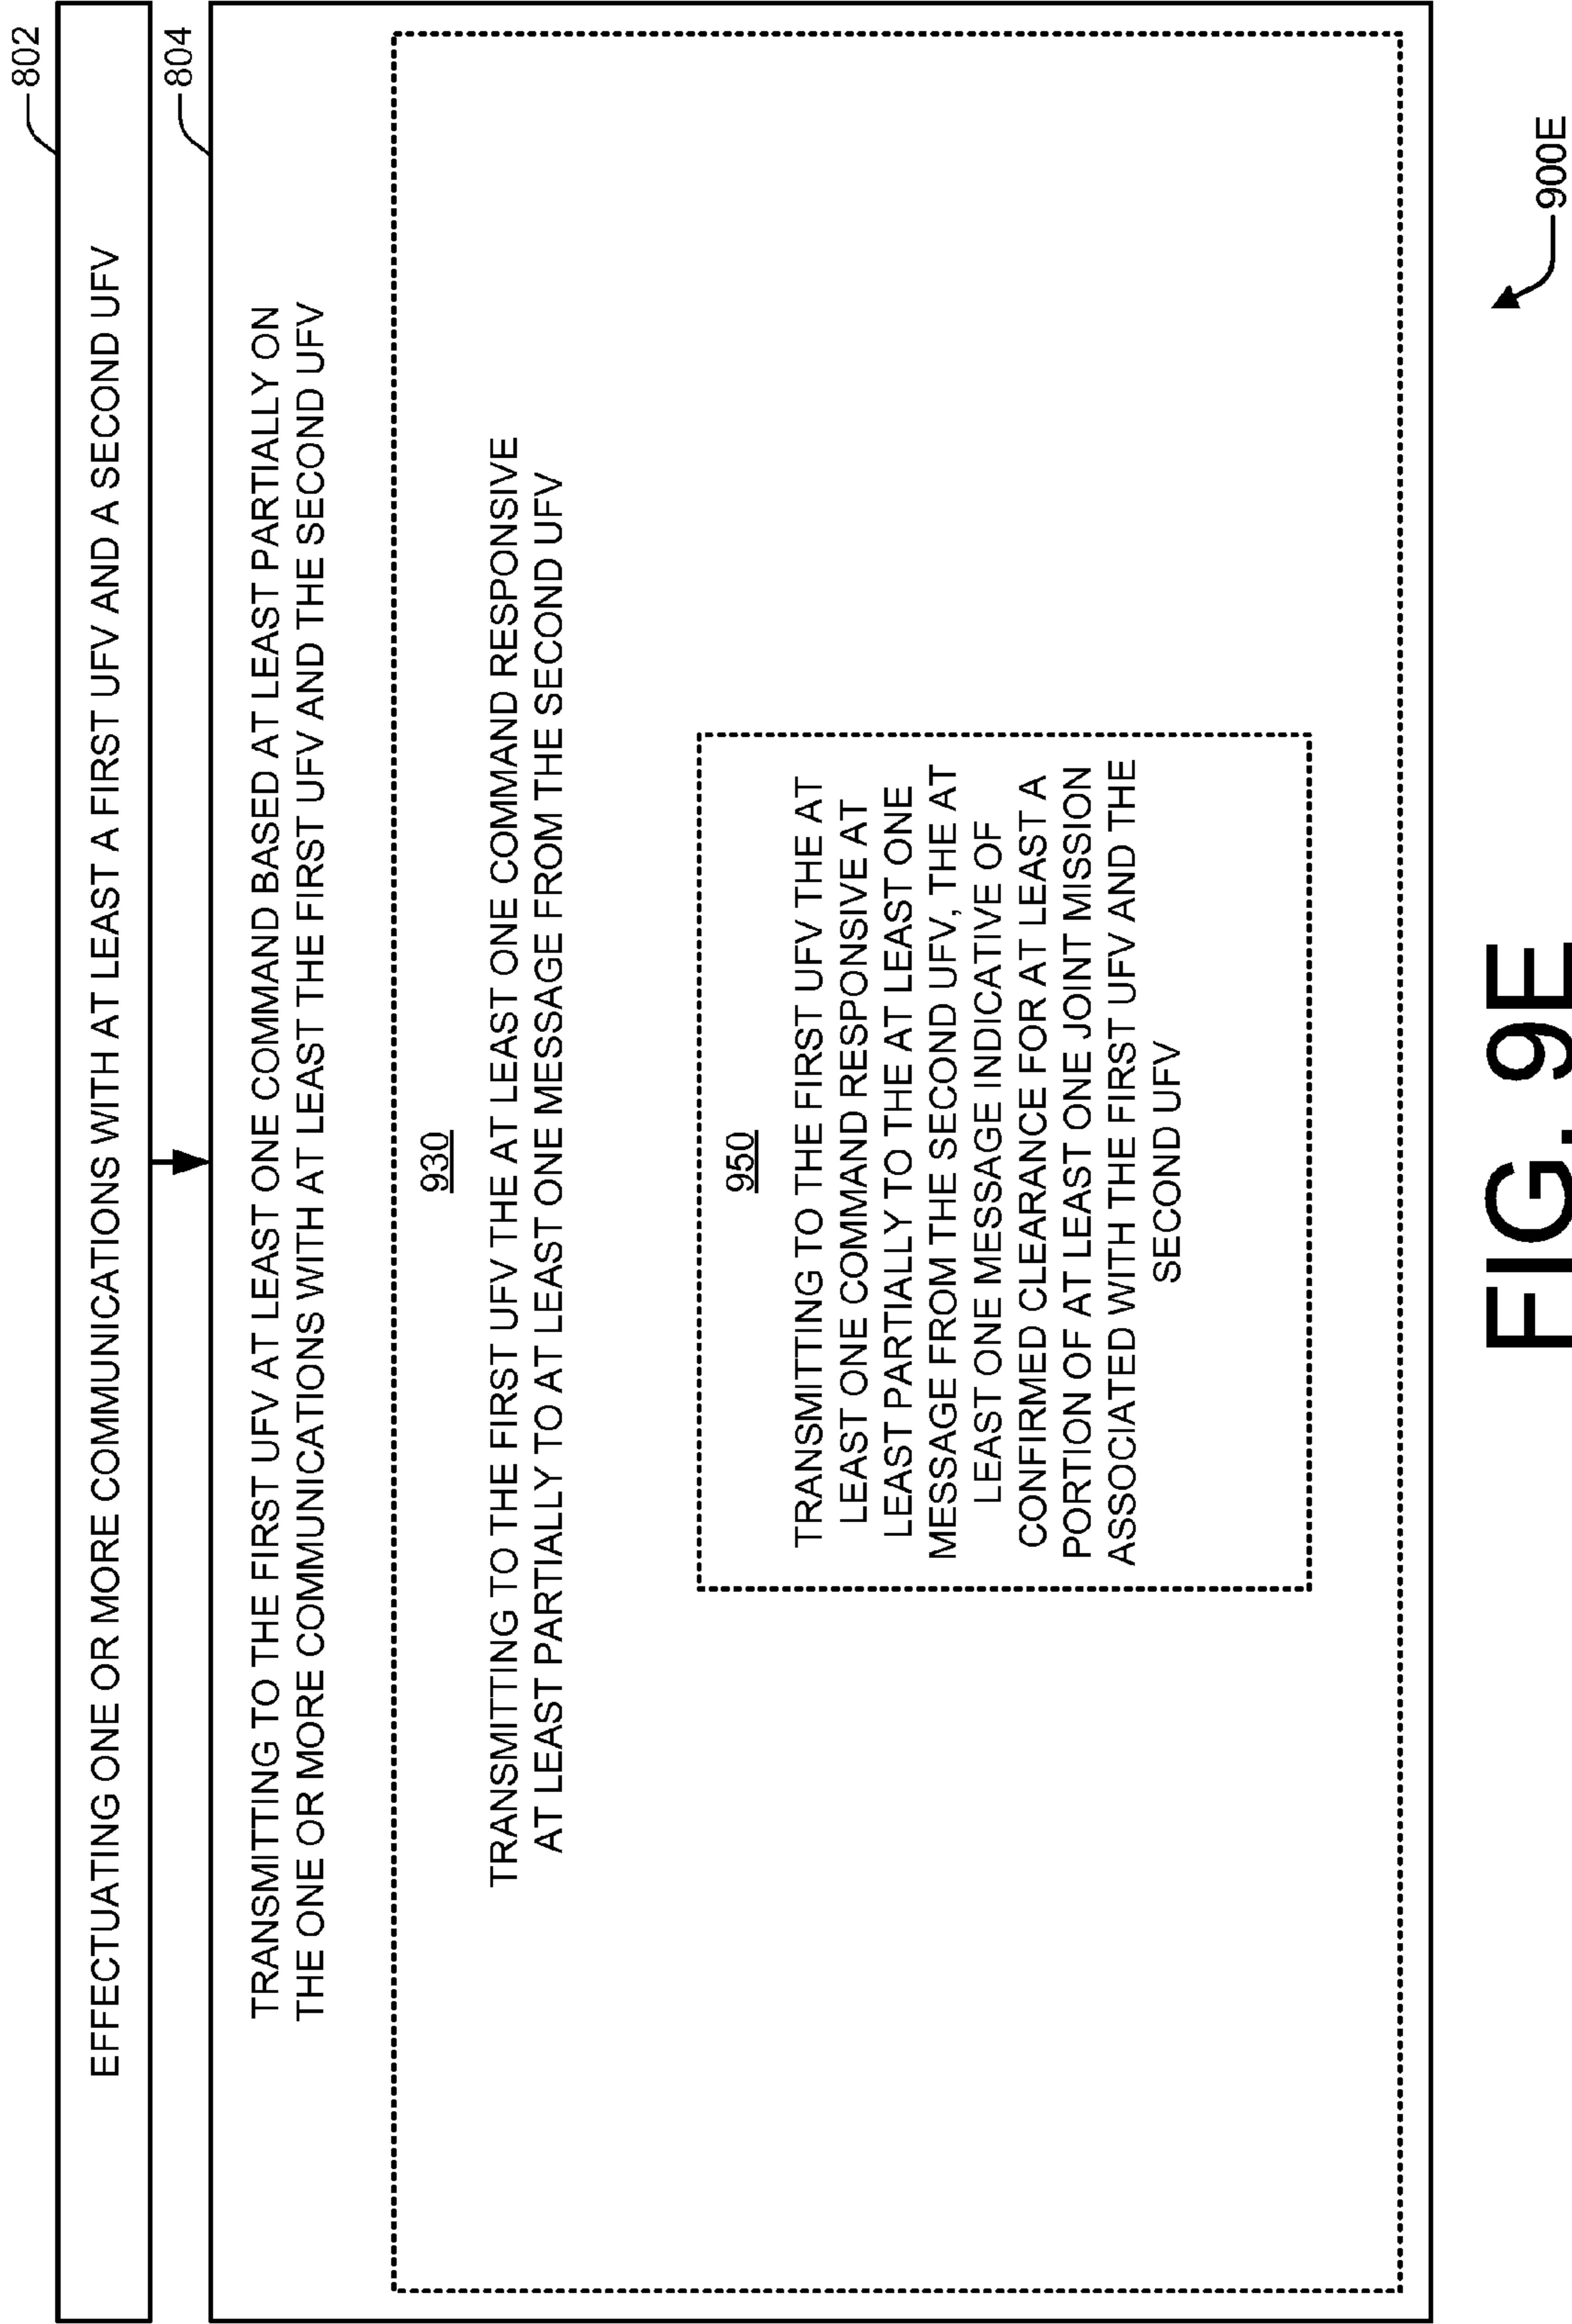 802
EFFECTUATING ONE OR MORE COMMUNICATIONS WITH AT LEAST A FIRST UFV AND A SECOND UFV
804
TRANSMITTING TO THE FIRST UFV AT LEAST ONE COMMAND BASED AT LEAST PARTIALLY ON
THE ONE OR MORE COMMUNICATIONS WITH AT LEAST THE FIRST UFV AND THE SECOND UFV
930
TRANSMITTING TO THE FIRST UFV THE AT LEAST ONE COMMAND RESPONSIVE
AT LEAST PARTIALLY TO AT LEAST ONE MESSAGE FROM THE SECOND UFV
950
TRANSMITTING TO THE FIRST UFV THE AT
LEAST ONE COMMAND RESPONSIVE AT
LEAST PARTIALLY TO THE AT LEAST ONE
MESSAGE FROM THE SECOND UFV, THE AT
LEAST ONE MESSAGE INDICATIVE OF
CONFIRMED CLEARANCE FOR AT LEAST A
PORTION OF AT LEAST ONE JOINT MISSION
ASSOCIATED WITH THE FIRST UFV AND THE
SECOND UFV
900E
FIG. 9E